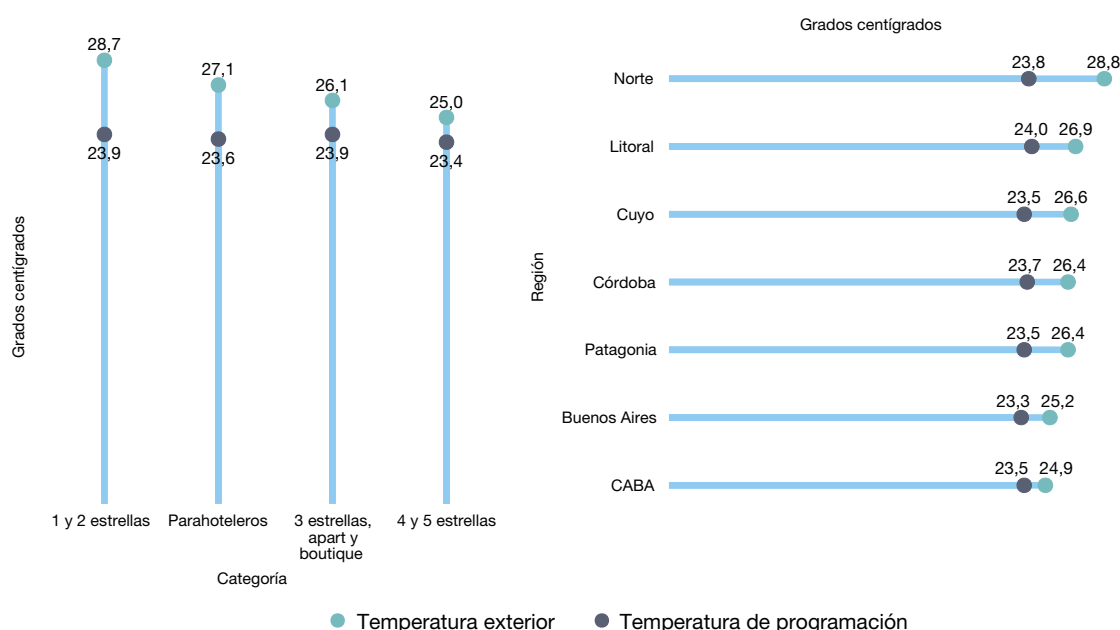 28,7
27,1
26,1
25,0
23,9
23,6
23,9
23,4
Grados centígrados
1 y 2 estrellas
Parahoteleros
3 estrellas,
apart y
boutique
4 y 5 estrellas
Categoría
Grados centígrados
Región
Norte
23,8
28,8
Litoral
24,0
26,9
Cuyo
23,5
26,6
Córdoba
23,7
26,4
Patagonia
23,5
26,4
Buenos Aires
23,3
25,2
CABA
23,5
24,9
Temperatura exterior
Temperatura de programación